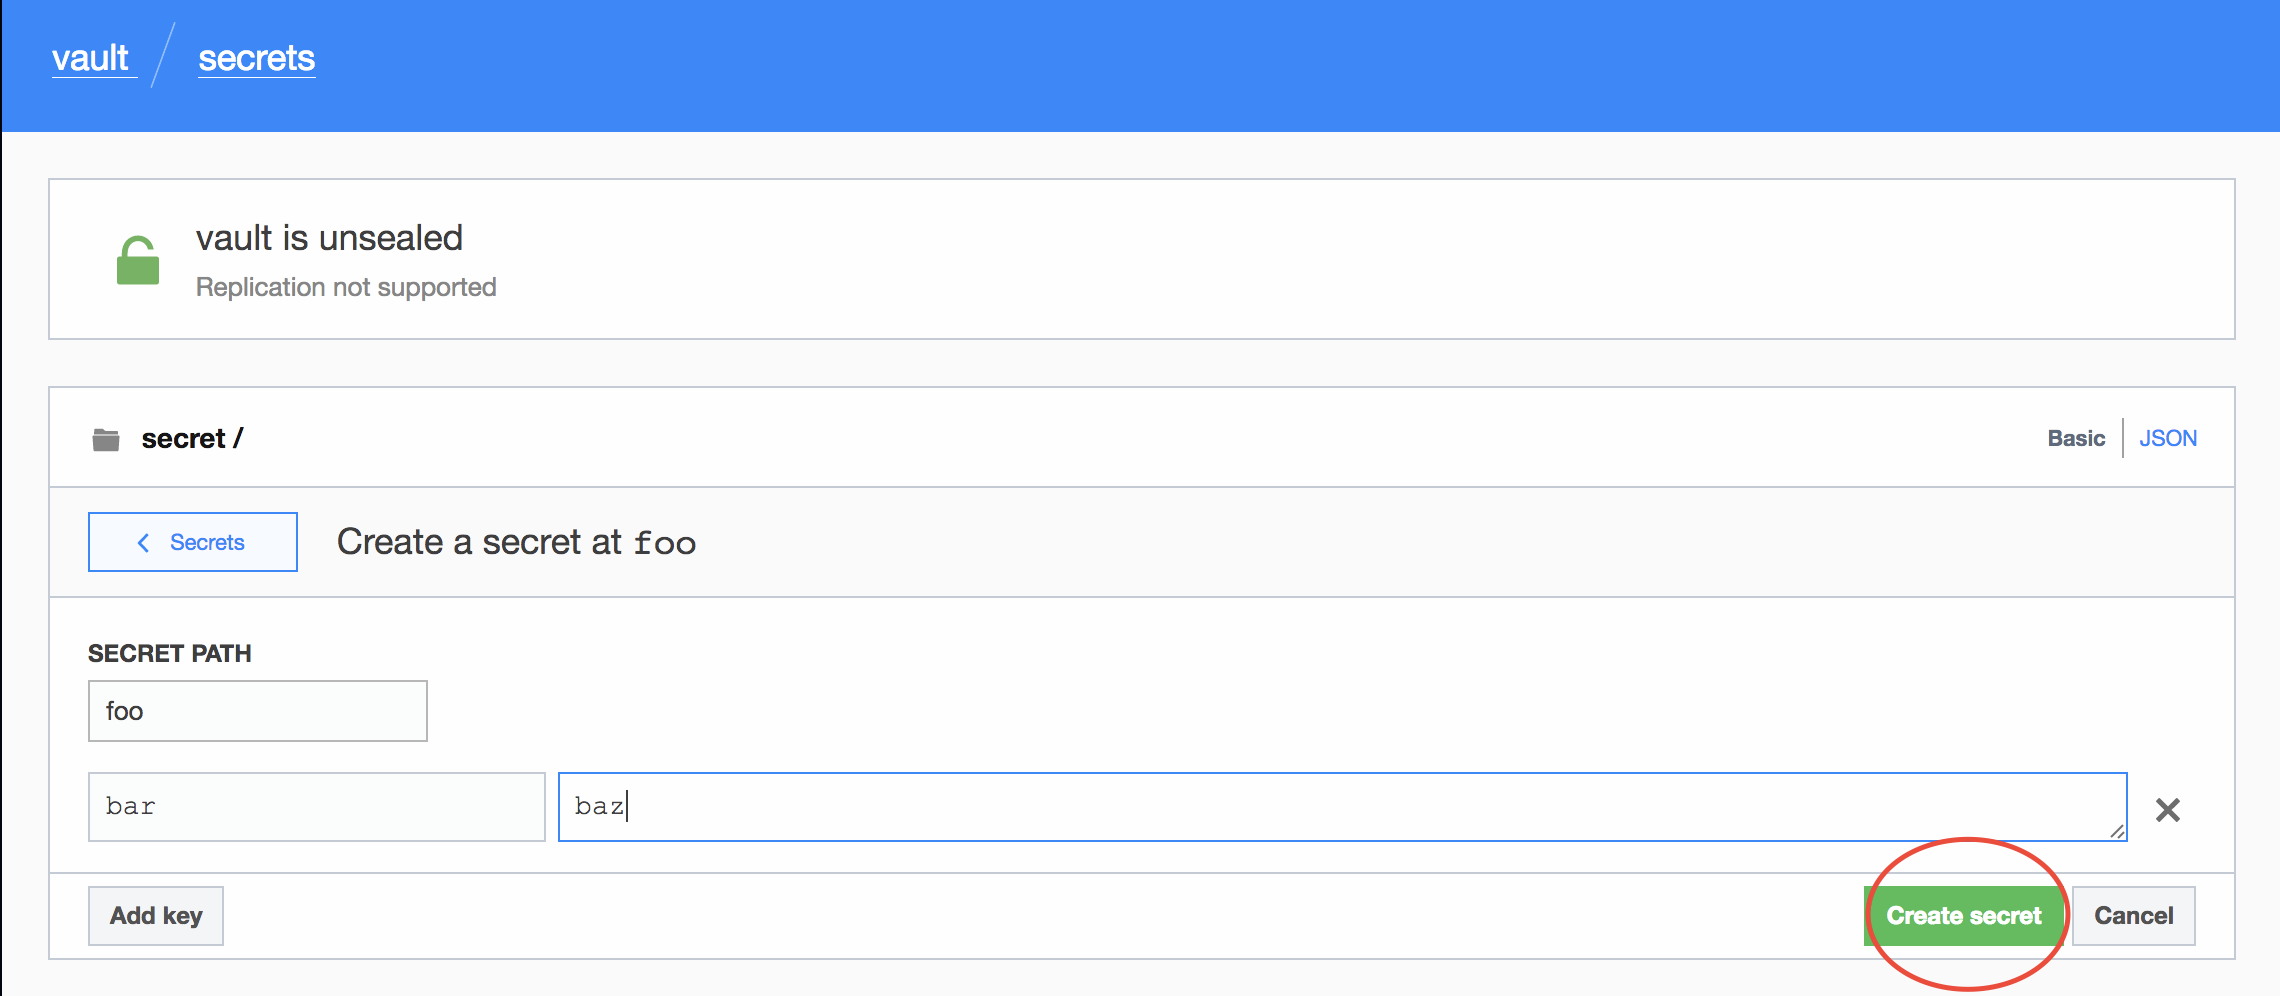 vault / secrets
vault is unsealed
Replication not supported
secret /
Basic
JSON
Secrets
Create a secret at foo
SECRET PATH
foo
bar
baz
Add key
Create secret
Cancel